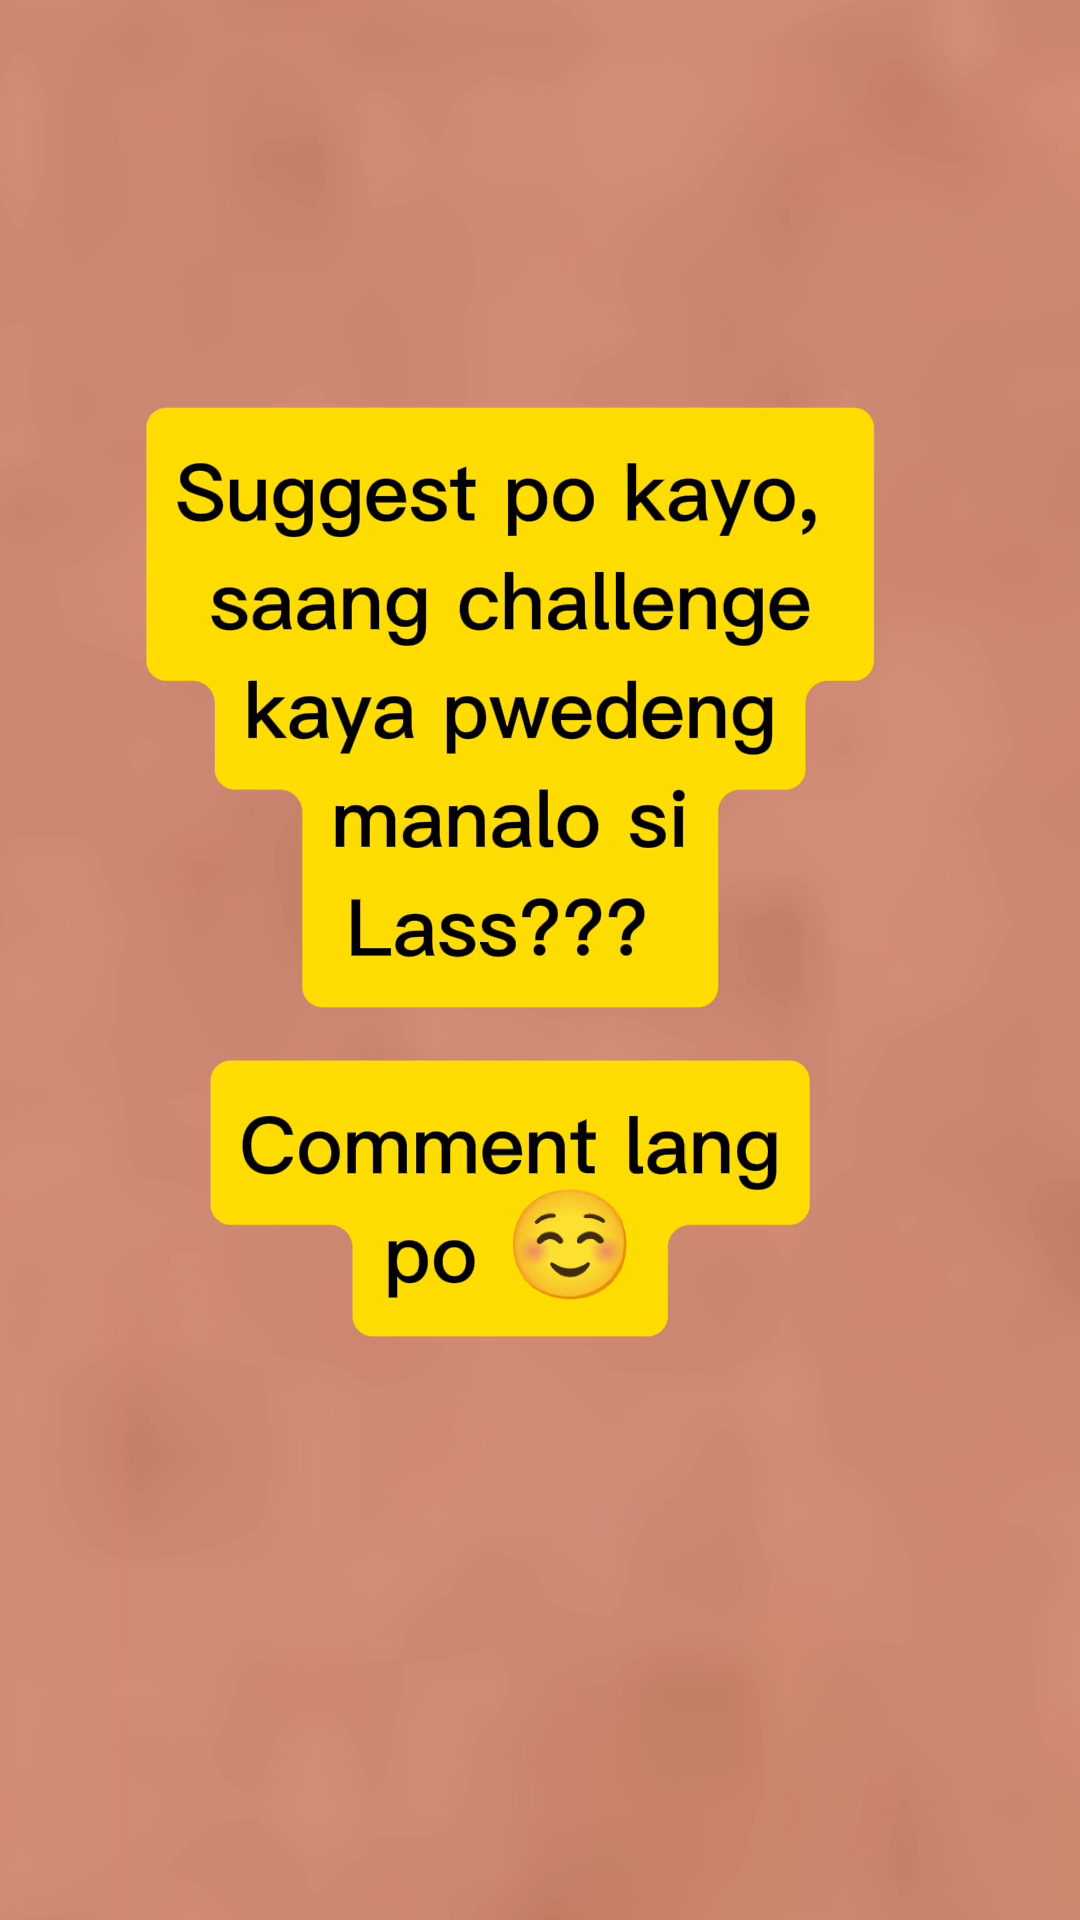 Suggest po kayo,
saang challenge
kaya pwedeng
manalo si
Lass???
Comment lang
po ☺️